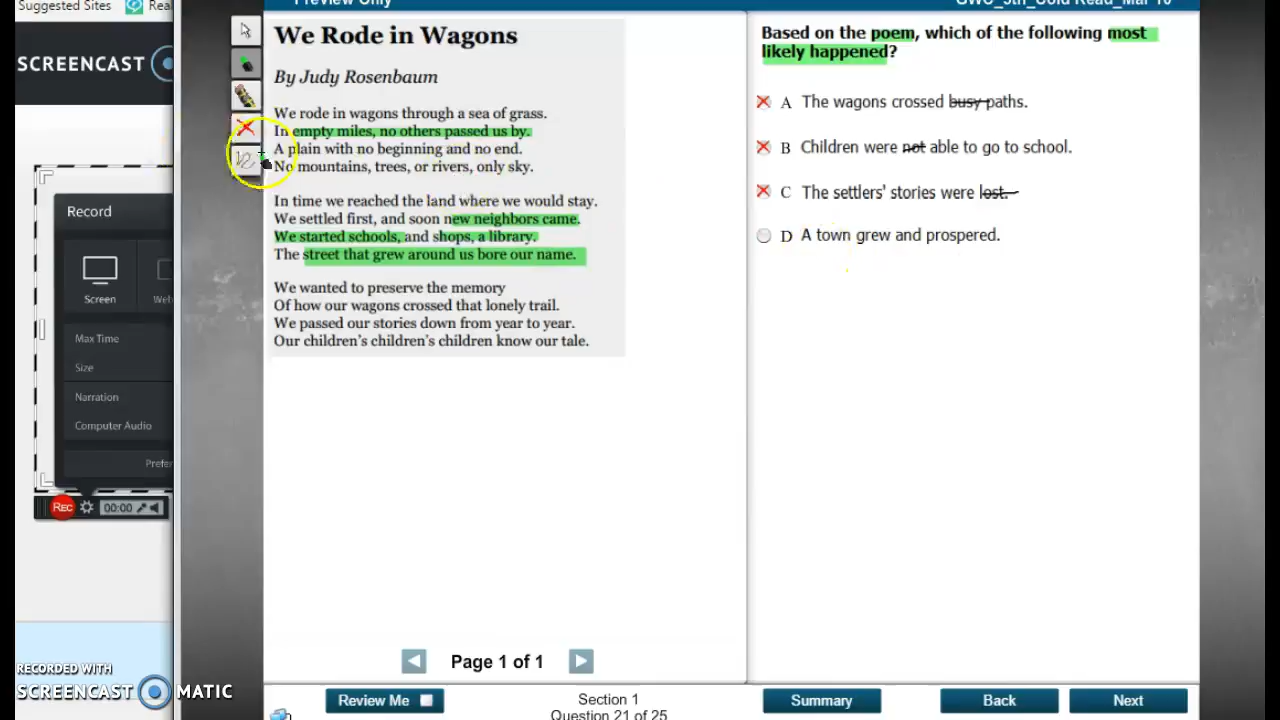 Suggested Sites
Rea
Preview Only
SCREENCAST
Record
Screen
Max Time
Size
Narration
Computer Audio
REC
00:00
RECORDED WITH
SCREENCAST MATIC
We Rode in Wagons
By Judy Rosenbaum
We rode in wagons through a sea of grass.
In empty miles, no others passed us by.
A plain with no beginning and no end.
No mountains, trees, or rivers, only sky.
In time we reached the land where we would stay.
We settled first, and soon new neighbors came.
We started schools, and shops, a library.
The street that grew around us bore our name.
We wanted to preserve the memory
Of how our wagons crossed that lonely trail.
We passed our stories down from year to year.
Our children's children's children know our tale.
Page 1 of 1
Based on the poem, which of the following most
likely happened?
A The wagons crossed busy paths.
B Children were not able to go to school.
C The settlers' stories were lost.
D A town grew and prospered.
Review Me
Section 1
Question 21 of 25
Summary
Back
Next